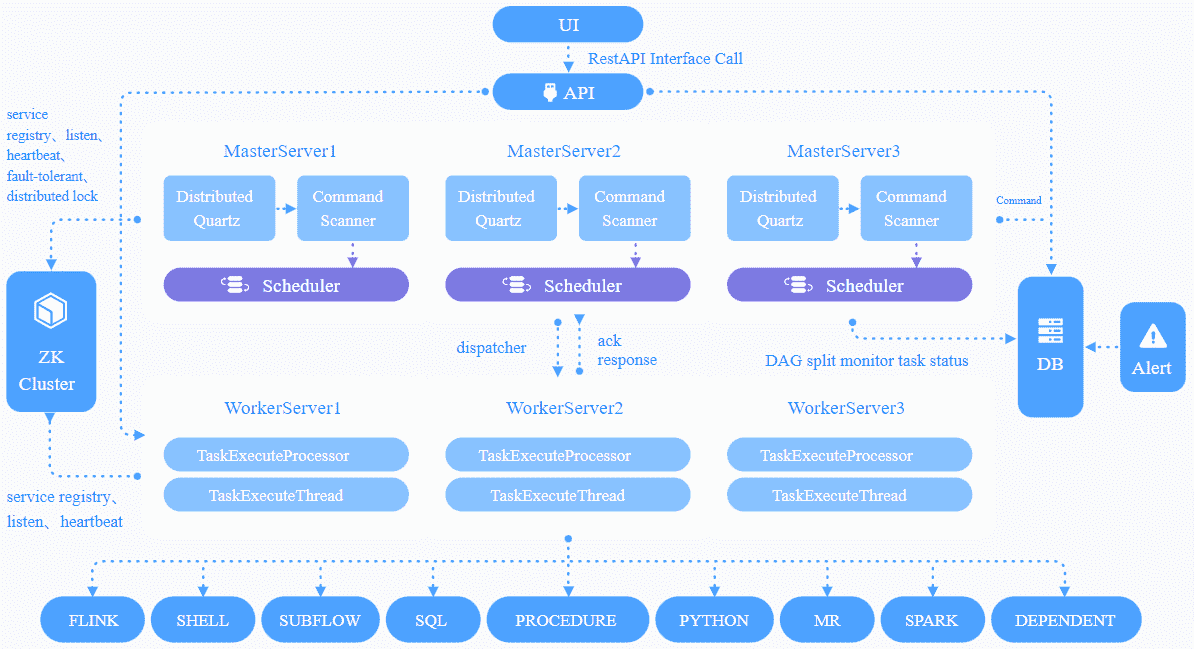 UI
RestAPI Interface Call
API
service
registry、listen、
heartbeat、
fault-tolerant、
distributed lock
MasterServer1
MasterServer2
MasterServer3
Distributed
Quartz
Command
Scanner
Distributed
Quartz
Command
Scanner
Distributed
Quartz
Command
Scanner
Command
Scheduler
Scheduler
Scheduler
ZK
Cluster
dispatcher
ack
response
DAG split monitor task status
DB
Alert
WorkerServer1
WorkerServer2
WorkerServer3
TaskExecuteProcessor
TaskExecuteProcessor
TaskExecuteProcessor
TaskExecuteThread
TaskExecuteThread
TaskExecuteThread
service registry、
listen、heartbeat
FLINK
SHELL
SUBFLOW
SQL
PROCEDURE
PYTHON
MR
SPARK
DEPENDENT